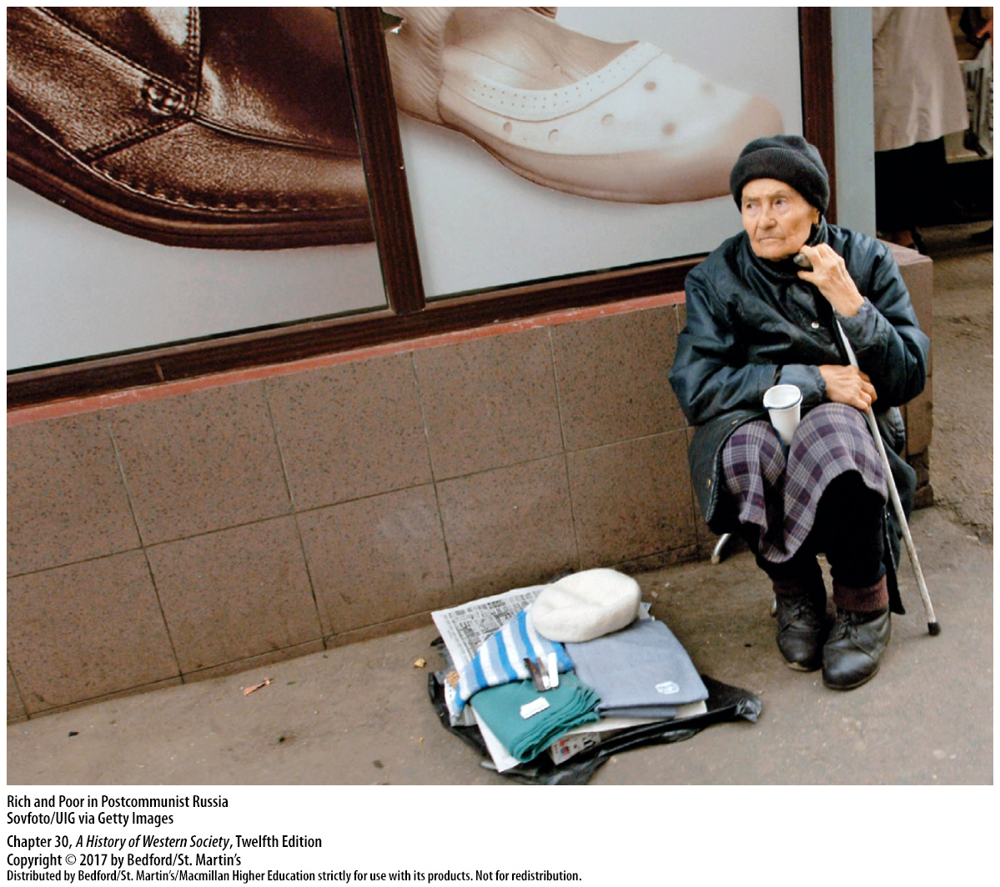 Rich and Poor in Postcommunist Russia
Sovfoto/UIG via Getty Images
Chapter 30, A History of Western Society, Twelfth Edition
Copyright © 2017 by Bedford/St. Martin's
Distributed by Bedford/St. Martin's/Macmillan Higher Education strictly for use with its products. Not for redistribution.